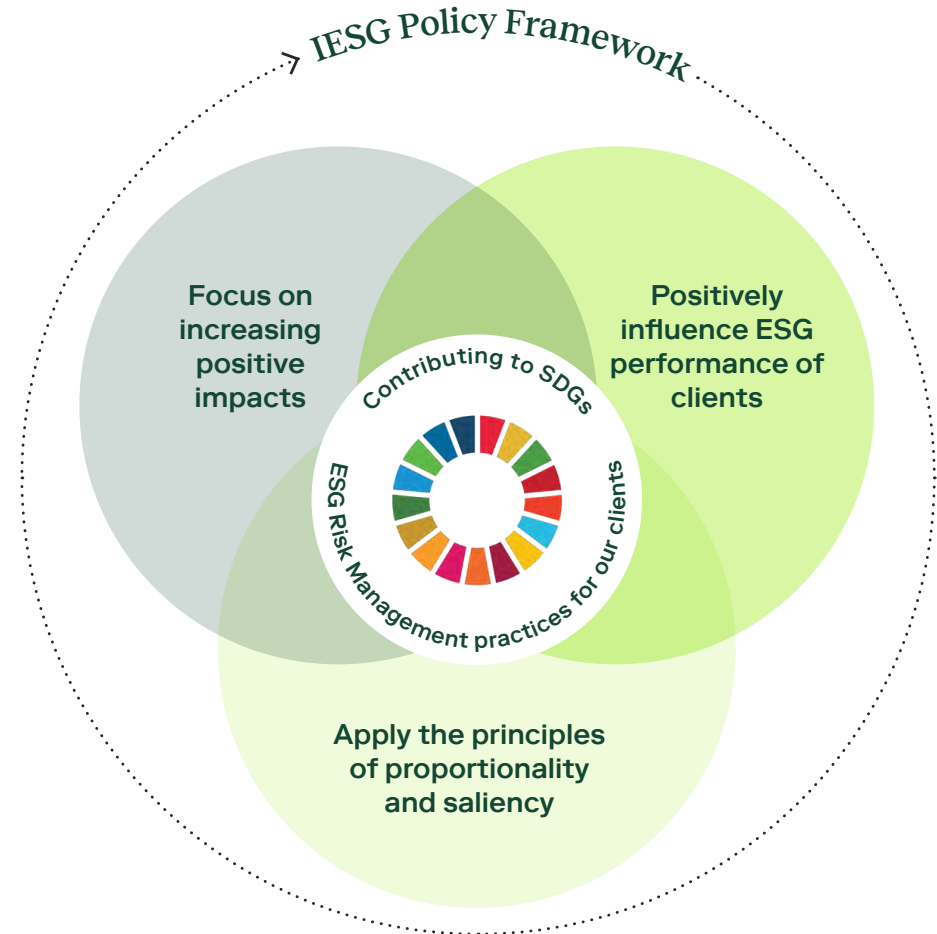 IESG Policy Framework
Focus on
increasing
positive
impacts
Positively
influence ESG
performance of
clients
Contributing to SDGs
ESG Risk Management practices for our clients
Apply the principles
of proportionality
and saliency